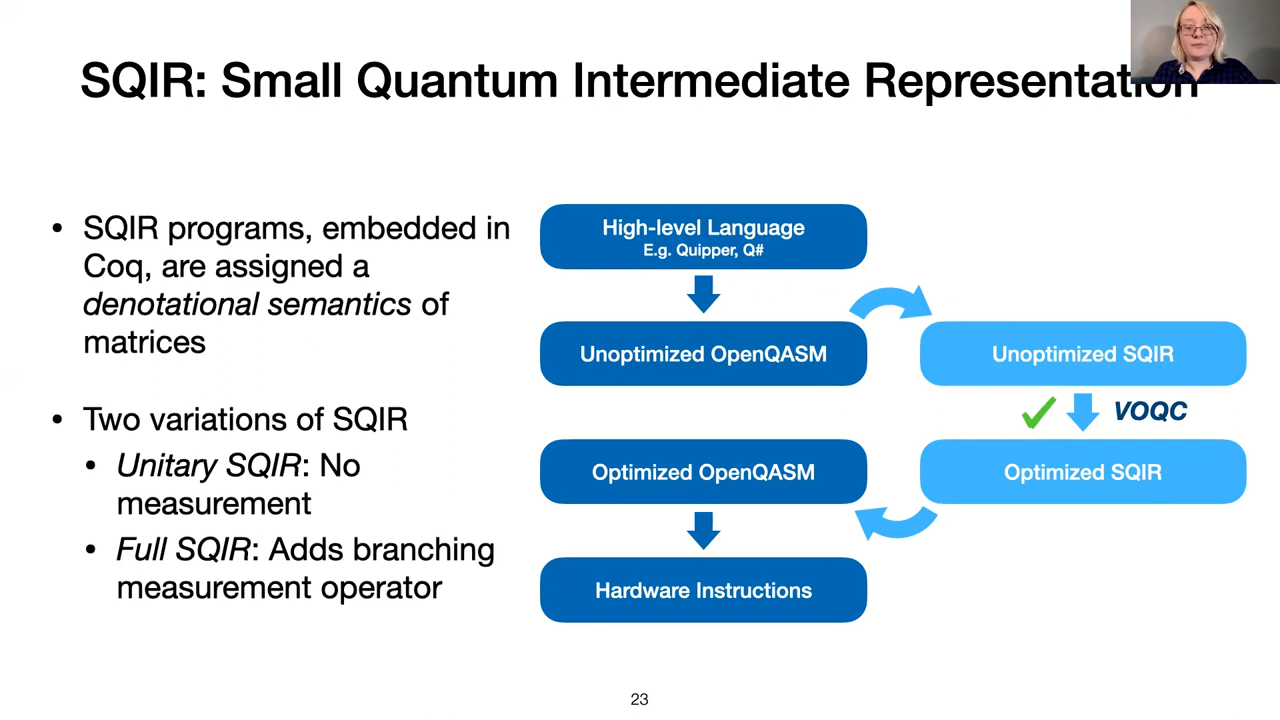 SQIR: Small Quantum Intermediate Representation
• SQIR programs, embedded in
Coq, are assigned a
denotational semantics of
matrices
• Two variations of SQIR
• Unitary SQIR: No
measurement
• Full SQIR: Adds branching
measurement operator
High-level Language
E.g. Quipper, Q#
Unoptimized OpenQASM
Unoptimized SQIR
VOQC
Optimized OpenQASM
Optimized SQIR
Hardware Instructions
23